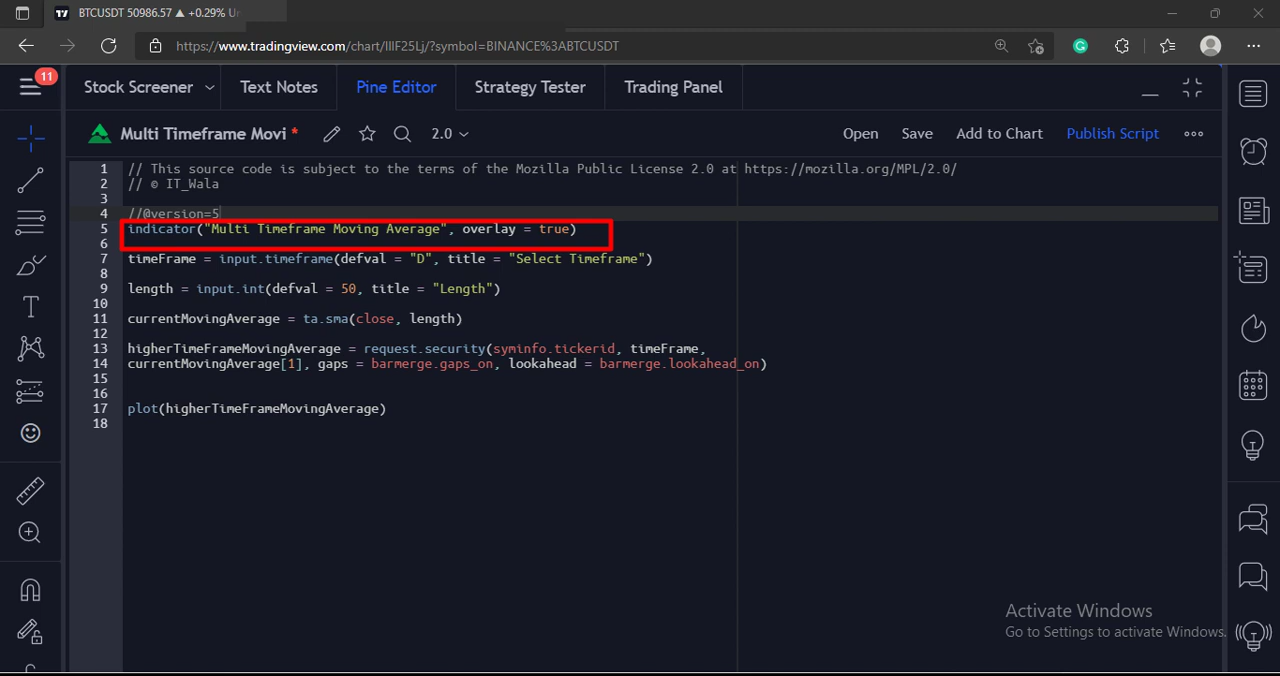 BTCUSDT 50986.57 ▲ +0.29% Un
https://www.tradingview.com/chart/IIIF25Lj/?symbol=BINANCE%3ABTCUSDT
11
Stock Screener Text Notes Pine Editor Strategy Tester Trading Panel
Multi Timeframe Movi * 2.0 Open Save Add to Chart Publish Script
1 // This source code is subject to the terms of the Mozilla Public License 2.0 at https://mozilla.org/MPL/2.0/
2 // © IT_Wala
3
4 //@version=5
5 indicator("Multi Timeframe Moving Average", overlay = true)
6
7 timeFrame = input.timeframe(defval = "D", title = "Select Timeframe")
8
9 length = input.int(defval = 50, title = "Length")
10
11 currentMovingAverage = ta.sma(close, length)
12
13 higherTimeFrameMovingAverage = request.security(syminfo.tickerid, timeFrame,
14 currentMovingAverage[1], gaps = barmerge.gaps_on, lookahead = barmerge.lookahead_on)
15
16
17 plot(higherTimeFrameMovingAverage)
18
Activate Windows
Go to Settings to activate Windows.